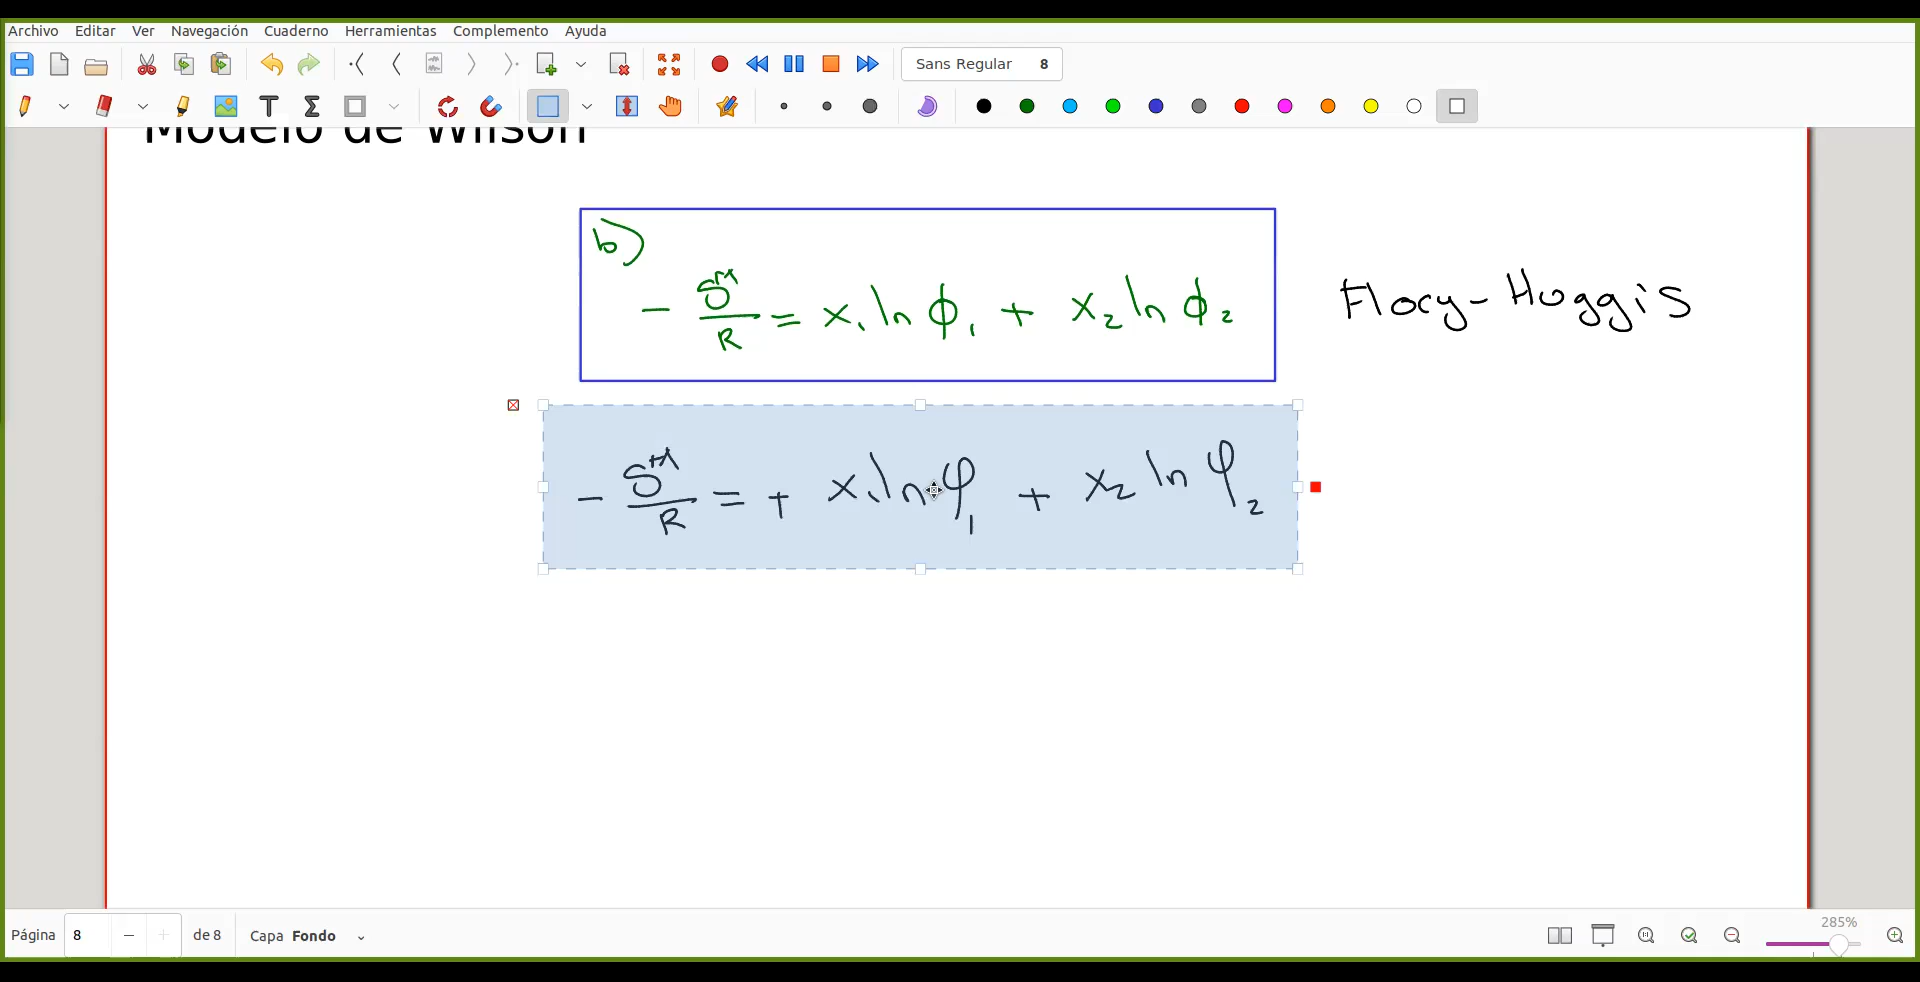 Archivo Editar Ver Navegación Cuaderno Herramientas Complemento Ayuda
Sans Regular 8
Modelo de Wilson
b)
- S^M/R = x₁ ln ϕ₁ + x₂ ln ϕ₂
Flory-Huggis
- S^M/R = + x₁ ln φ₁ + x₂ ln φ₂
285%
Página 8 de 8 Capa Fondo